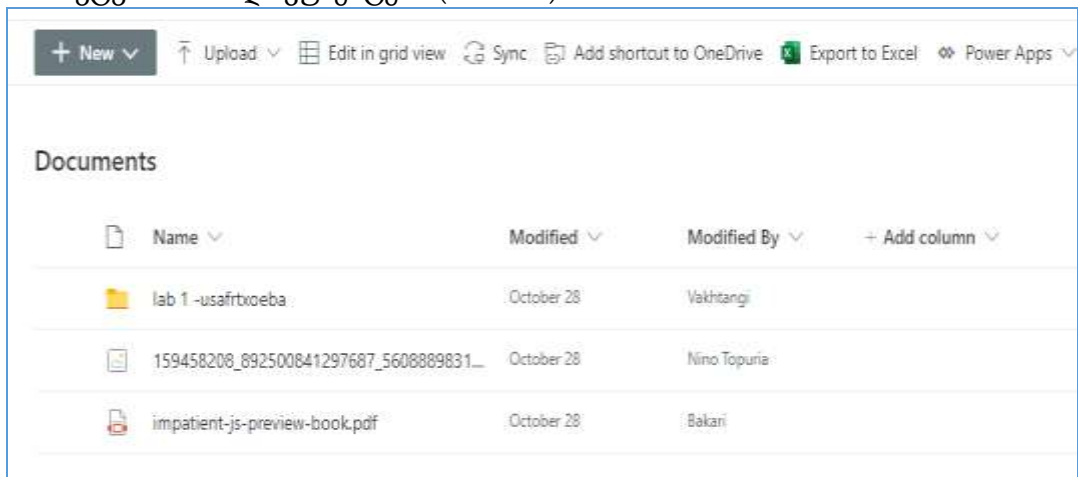 + New Upload Edit in grid view Sync Add shortcut to OneDrive Export to Excel Power Apps
Documents
Name Modified Modified By + Add column
lab 1 -usafrtxoeba October 28 Vakhtangi
159458208_892500841297687_5608889831... October 28 Nino Topuria
impatient-js-preview-book.pdf October 28 Bakari